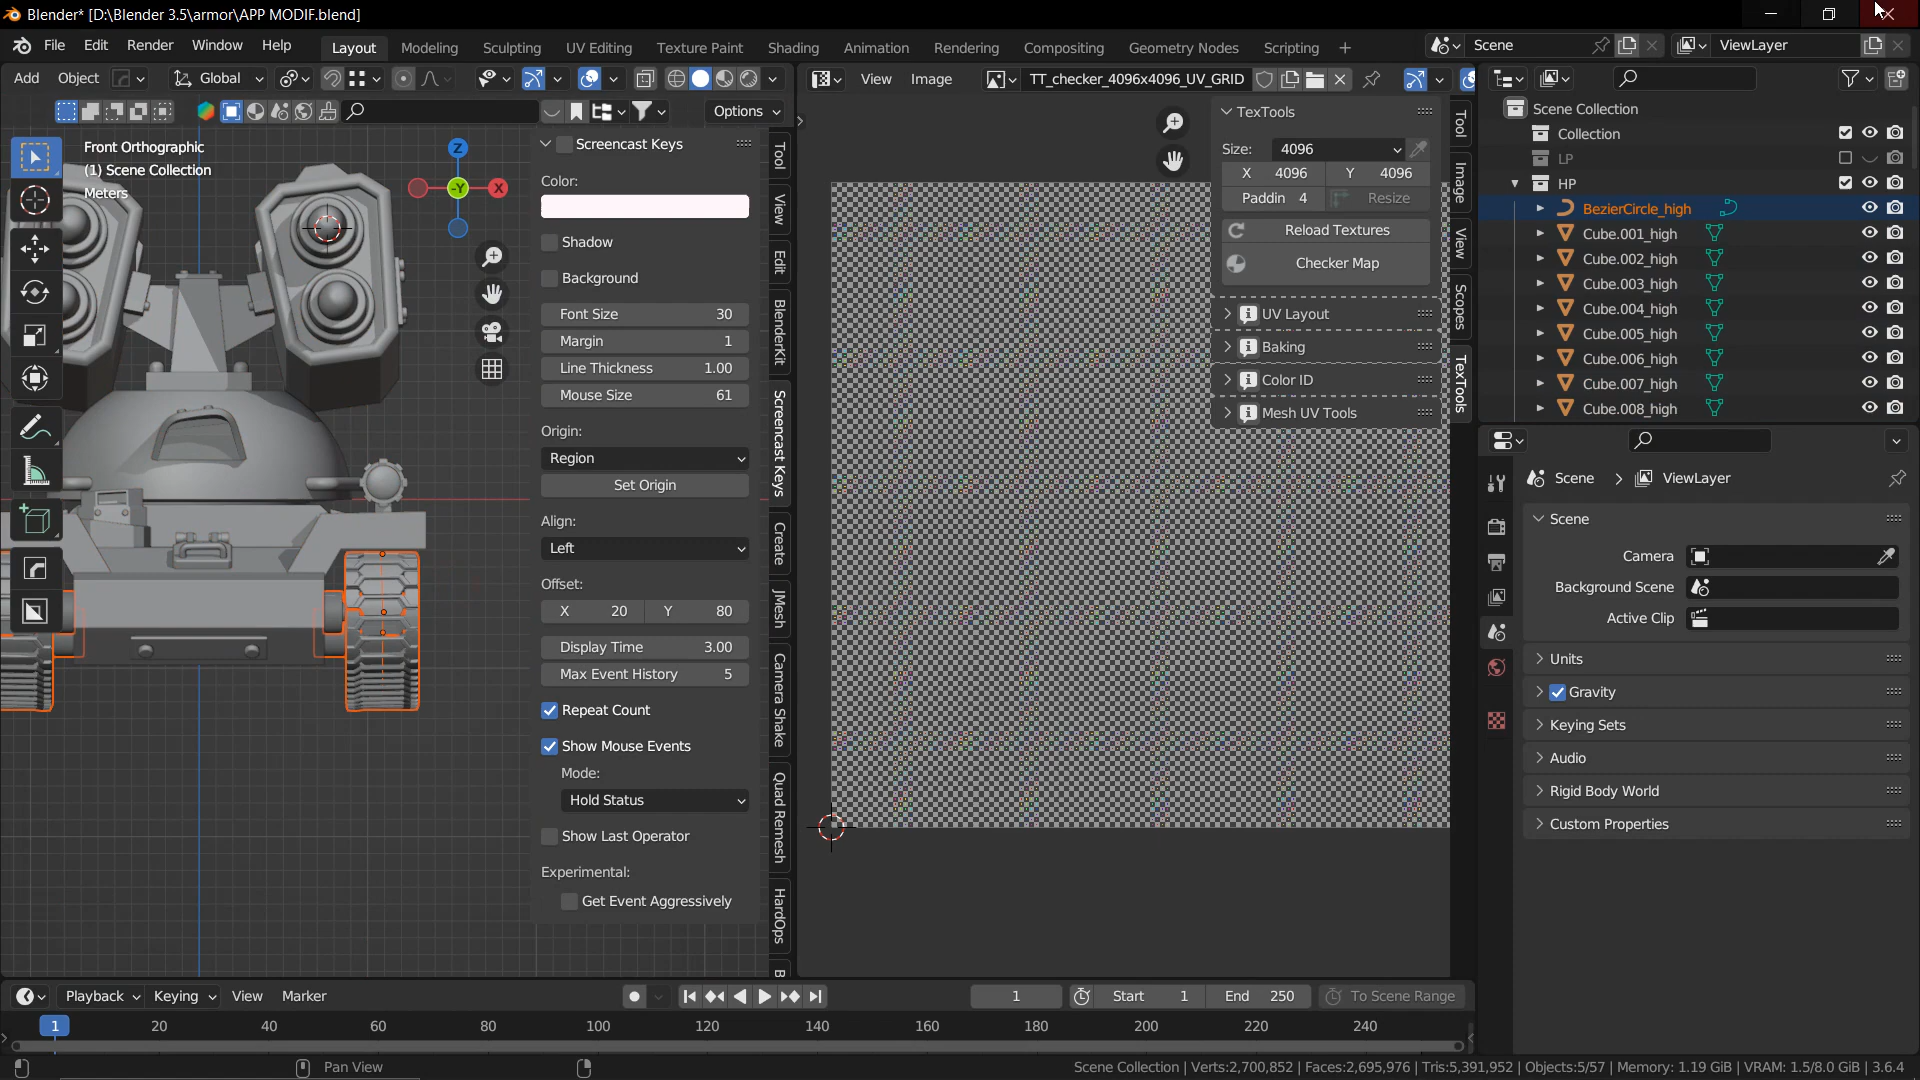 Blender* [D:\Blender 3.5\armor\APP MODIF.blend]
File Edit Render Window Help Layout Modeling Sculpting UV Editing Texture Paint Shading Animation Rendering Compositing Geometry Nodes Scripting + Scene ViewLayer
Add Object Global View Image TT_checker_4096x4096_UV_GRID
Options
Front Orthographic
(1) Scene Collection
Meters
Z
-Y
X
Screencast Keys
Color:
Shadow
Background
Font Size 30
Margin 1
Line Thickness 1.00
Mouse Size 61
Origin:
Region
Set Origin
Align:
Left
Offset:
X 20 Y 80
Display Time 3.00
Max Event History 5
Repeat Count
Show Mouse Events
Mode:
Hold Status
Show Last Operator
Experimental:
Get Event Aggressively
Tool
View
Edit
BlenderKit
Screencast Keys
Create
JMesh
Camera Shake
Quad Remesh
HardOps
B
TexTools
Size: 4096
X 4096 Y 4096
Paddin 4 Resize
Reload Textures
Checker Map
UV Layout
Baking
Color ID
Mesh UV Tools
Tool
Image
View
Scopes
TexTools
Scene Collection
Collection
LP
HP
BezierCircle_high
Cube.001_high
Cube.002_high
Cube.003_high
Cube.004_high
Cube.005_high
Cube.006_high
Cube.007_high
Cube.008_high
Scene ViewLayer
Scene
Camera
Background Scene
Active Clip
Units
Gravity
Keying Sets
Audio
Rigid Body World
Custom Properties
Playback Keying View Marker 1 Start 1 End 250 To Scene Range
1 20 40 60 80 100 120 140 160 180 200 220 240
Pan View Scene Collection | Verts:2,700,852 | Faces:2,695,976 | Tris:5,391,952 | Objects:5/57 | Memory: 1.19 GiB | VRAM: 1.5/8.0 GiB | 3.6.4